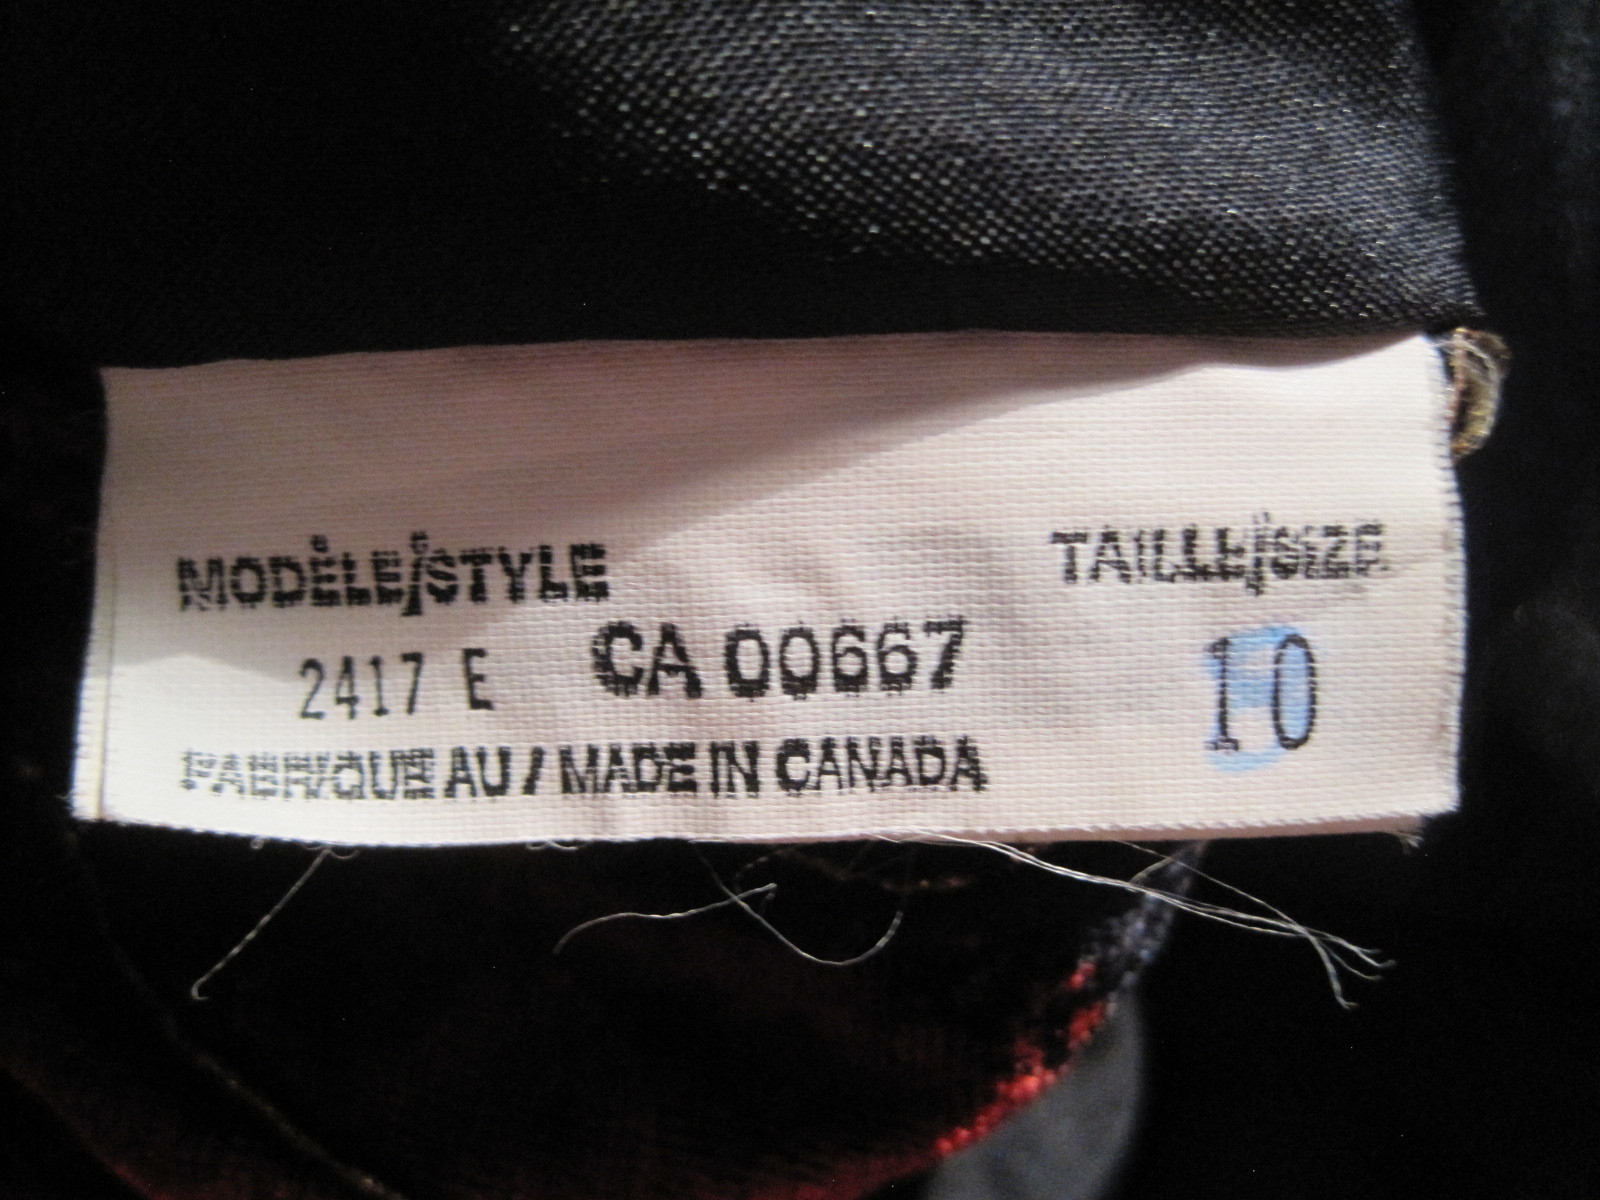 MODÈLE/STYLE TAILLE/SIZE
2417 E CA 00667 10
FABRIQUE AU / MADE IN CANADA